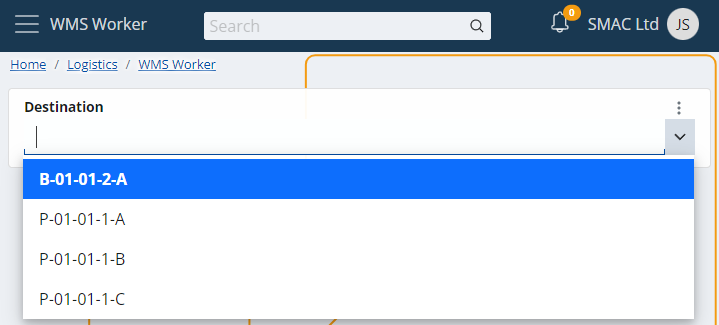 WMS Worker
Search
0
SMAC Ltd
JS
Home / Logistics / WMS Worker
Destination
B-01-01-2-A
P-01-01-1-A
P-01-01-1-B
P-01-01-1-C